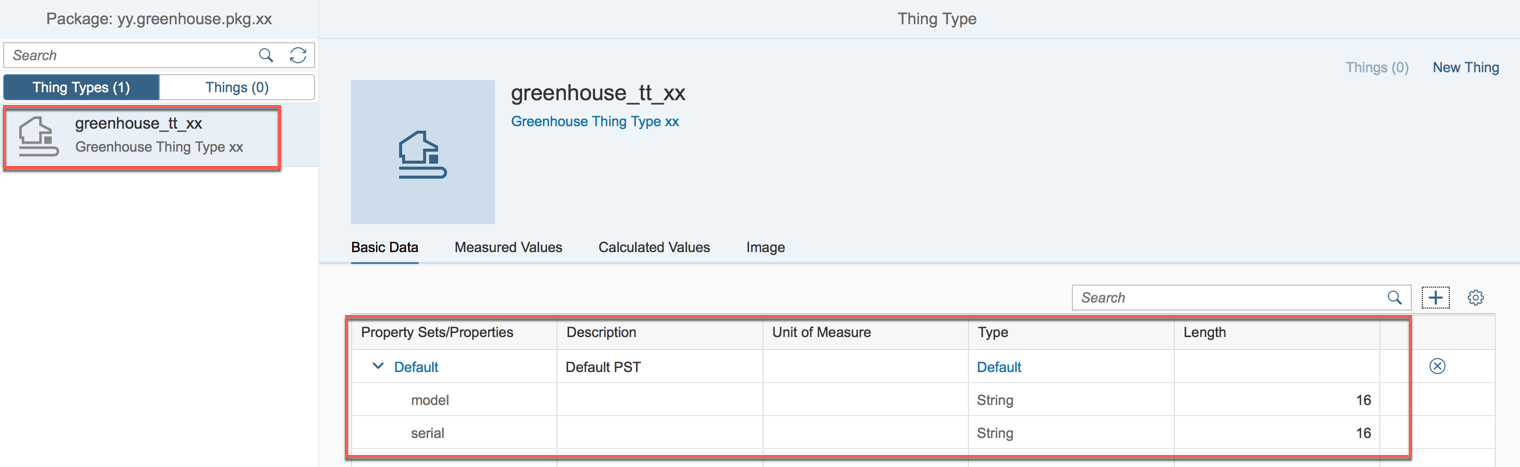 Package: yy.greenhouse.pkg.xx
Search
Thing Types (1)
Things (0)
greenhouse_tt_xx
Greenhouse Thing Type xx
Thing Type
Things (0) New Thing
greenhouse_tt_xx
Greenhouse Thing Type xx
Basic Data Measured Values Calculated Values Image
Search
Property Sets/Properties Description Unit of Measure Type Length
Default Default PST Default
model String 16
serial String 16